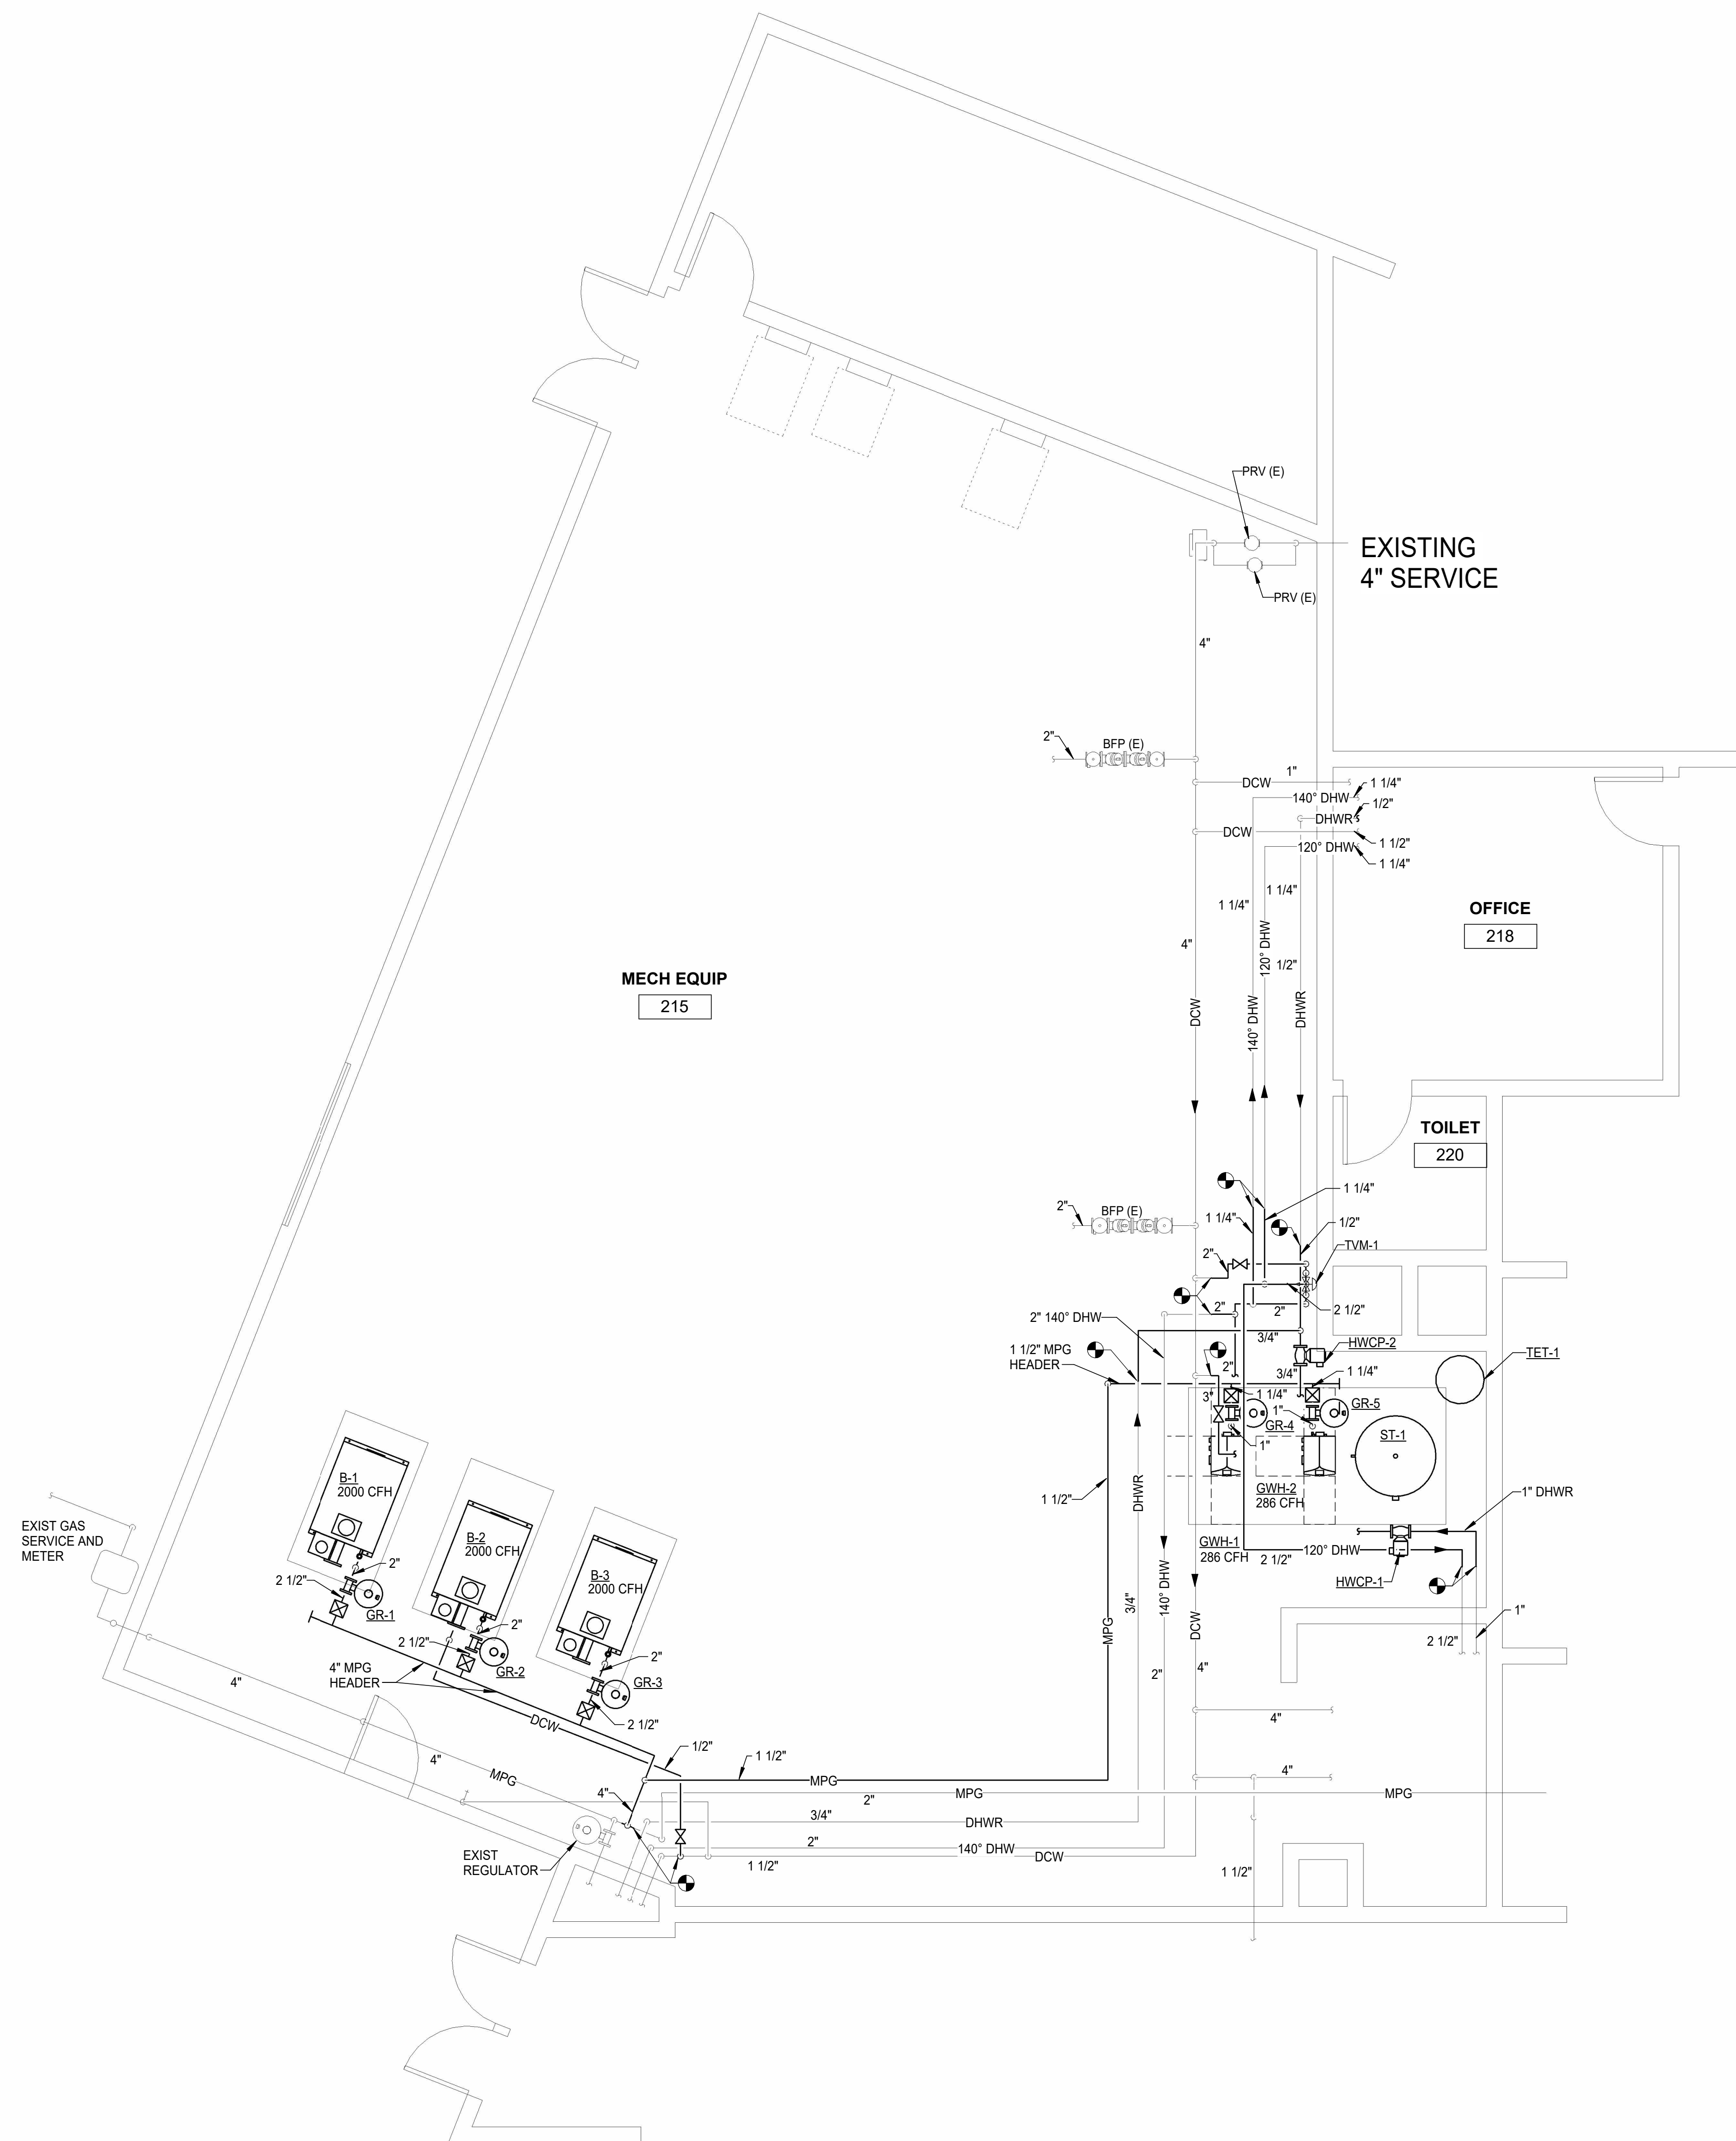 PRV (E)
EXISTING
4" SERVICE
PRV (E)
4"
2"
BFP (E)
1"
DCW
1 1/4"
140° DHW
1/2"
DHWR
DCW
1 1/2"
120° DHW
1 1/4"
1 1/4"
1 1/4"
OFFICE
218
4"
120° DHW
1/2"
MECH EQUIP
215
DCW
140° DHW
DHWR
TOILET
220
1 1/4"
2"
BFP (E)
1 1/4"
1/2"
TVM-1
2"
2"
2"
2 1/2"
2" 140° DHW
3/4"
HWCP-2
1 1/2" MPG
HEADER
TET-1
2"
3/4"
1 1/4"
3"
1 1/4"
1"
GR-5
GR-4
ST-1
1"
B-1
2000 CFH
GWH-2
286 CFH
1 1/2"
DHWR
1" DHWR
EXIST GAS
SERVICE AND
METER
B-2
2000 CFH
GWH-1
286 CFH
2 1/2"
120° DHW
HWCP-1
2"
2 1/2"
GR-1
B-3
2000 CFH
140° DHW
3/4"
1"
2"
2 1/2"
MPG
DCW
2 1/2"
GR-2
2"
4" MPG
HEADER
4"
GR-3
2"
4"
2 1/2"
DCW
4"
1/2"
1 1/2"
4"
MPG
MPG
4"
4"
MPG
2"
MPG
3/4"
DHWR
2"
140° DHW
DCW
EXIST
REGULATOR
1 1/2"
1 1/2"